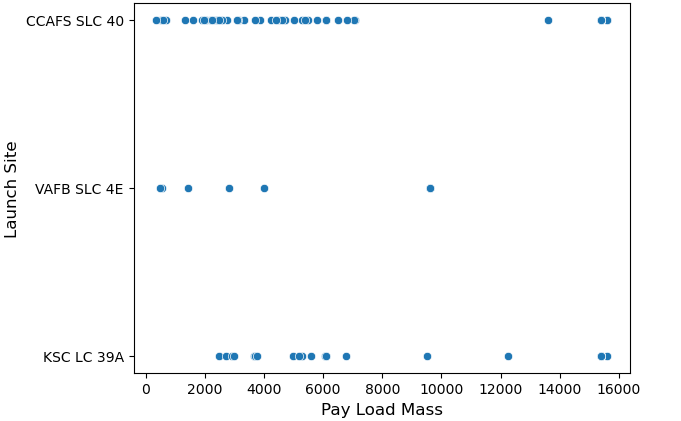 CCAFS SLC 40
VAFB SLC 4E
KSC LC 39A
Launch Site
0 2000 4000 6000 8000 10000 12000 14000 16000
Pay Load Mass